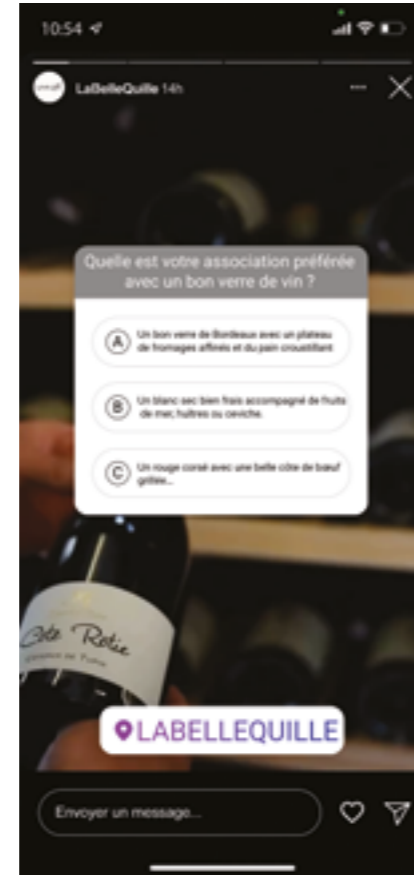 10:54
LaBelleQuille 14h
Quelle est votre association préférée
avec un bon verre de vin ?
A Un bon verre de Bordeaux avec un plateau
de fromages affinés et du pain croustillant
B Un blanc sec bien frais accompagné de fruits
de mer, huîtres ou ceviche.
C Un rouge corsé avec une belle côte de bœuf
grillée...
Côte Rotie
LABELLEQUILLE
Envoyer un message...